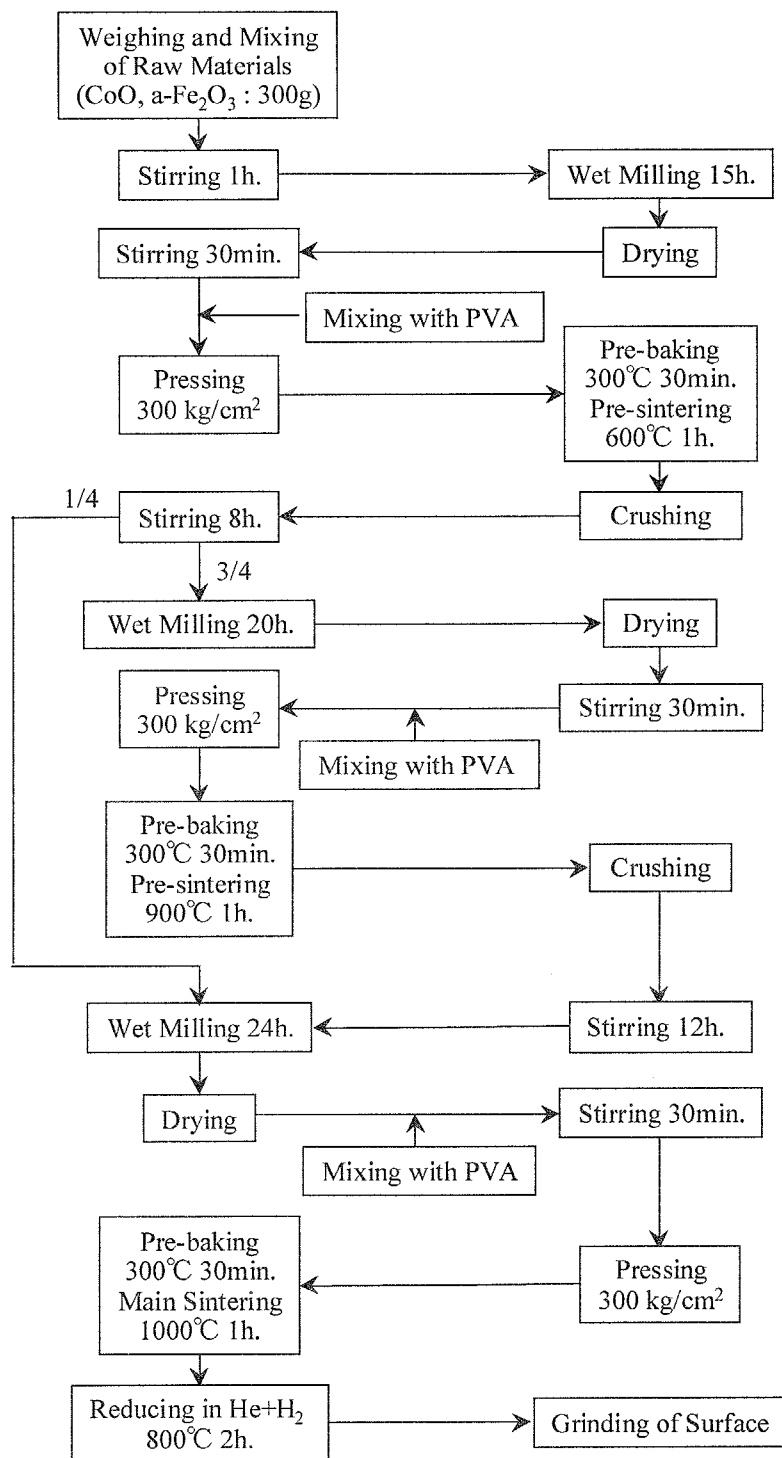 Weighing and Mixing
of Raw Materials
(CoO, a-Fe₂O₃ : 300g)
Stirring 1h.
Wet Milling 15h.
Drying
Stirring 30min.
Mixing with PVA
Pressing
300 kg/cm²
Pre-baking
300℃ 30min.
Pre-sintering
600℃ 1h.
Crushing
Stirring 8h.
1/4
3/4
Wet Milling 20h.
Drying
Stirring 30min.
Mixing with PVA
Pressing
300 kg/cm²
Pre-baking
300℃ 30min.
Pre-sintering
900℃ 1h.
Crushing
Stirring 12h.
Wet Milling 24h.
Drying
Mixing with PVA
Stirring 30min.
Pressing
300 kg/cm²
Pre-baking
300℃ 30min.
Main Sintering
1000℃ 1h.
Reducing in He+H₂
800℃ 2h.
Grinding of Surface